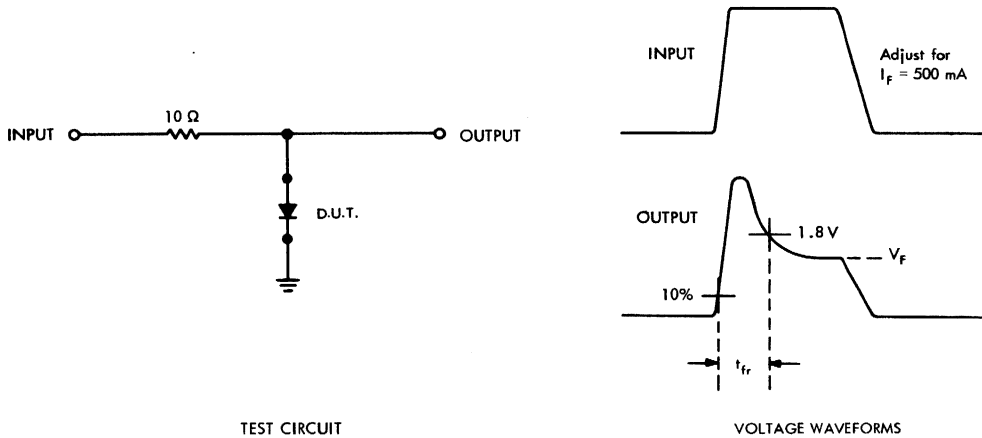 10 Ω
INPUT
OUTPUT
D.U.T.
TEST CIRCUIT
INPUT
Adjust for
I_F = 500 mA
OUTPUT
1.8 V
V_F
10%
t_fr
VOLTAGE WAVEFORMS